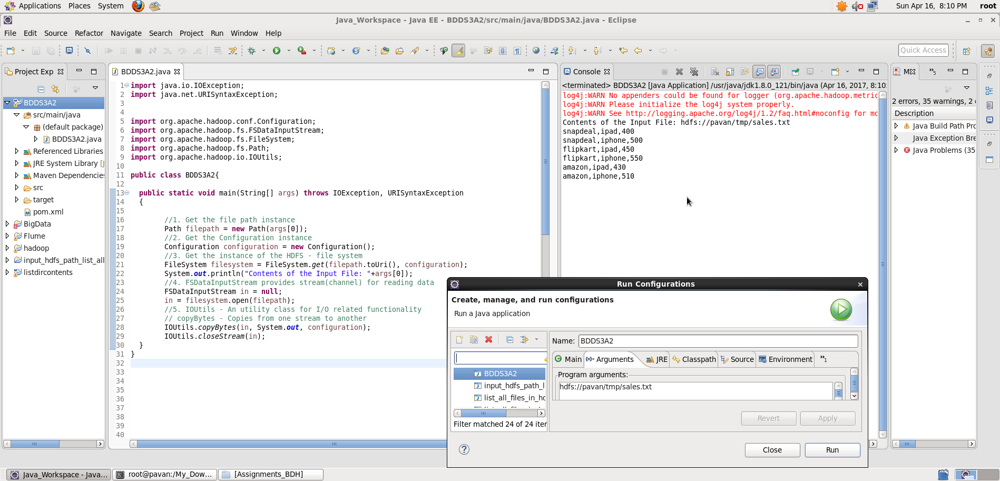 Applications Places System
Sun Apr 16, 8:10 PM root
Java_Workspace - Java EE - BDDS3A2/src/main/java/BDDS3A2.java - Eclipse
File Edit Source Refactor Navigate Search Project Run Window Help
Quick Access
Project Exp
BDDS3A2
src/main/java
(default package)
BDDS3A2.java
Referenced Libraries
JRE System Library [J
Maven Dependencies
src
target
pom.xml
BigData
Flume
hadoop
input_hdfs_path_list_all
listdircontents
BDDS3A2.java
1 import java.io.IOException;
2 import java.net.URISyntaxException;
3
4
5 import org.apache.hadoop.conf.Configuration;
6 import org.apache.hadoop.fs.FSDataInputStream;
7 import org.apache.hadoop.fs.FileSystem;
8 import org.apache.hadoop.fs.Path;
9 import org.apache.hadoop.io.IOUtils;
10
11 public class BDDS3A2{
12
13 public static void main(String[] args) throws IOException, URISyntaxException
14 {
15
16 //1. Get the file path instance
17 Path filepath = new Path(args[0]);
18 //2. Get the Configuration instance
19 Configuration configuration = new Configuration();
20 //3. Get the instance of the HDFS - file system
21 FileSystem filesystem = FileSystem.get(filepath.toUri(), configuration);
22 System.out.println("Contents of the Input File: "+args[0]);
23 //4. FSDataInputStream provides stream(channel) for reading data
24 FSDataInputStream in = null;
25 in = filesystem.open(filepath);
26 //5. IOUtils - An utility class for I/O related functionality
27 // copyBytes - Copies from one stream to another
28 IOUtils.copyBytes(in, System.out, configuration);
29 IOUtils.closeStream(in);
30 }
31 }
32
33
34
35
36
37
38
39
40
Console
<terminated> BDDS3A2 [Java Application] /usr/java/jdk1.8.0_121/bin/java (Apr 16, 2017, 8:10:
log4j:WARN No appenders could be found for logger (org.apache.hadoop.metric
log4j:WARN Please initialize the log4j system properly.
log4j:WARN See http://logging.apache.org/log4j/1.2/faq.html#noconfig for mo
Contents of the Input File: hdfs://pavan/tmp/sales.txt
snapdeal,ipad,400
snapdeal,iphone,500
flipkart,ipad,450
flipkart,iphone,550
amazon,ipad,430
amazon,iphone,510
M
5
2 errors, 35 warnings, 2
Description
Java Build Path Pro
Java Exception Bre
Java Problems (35
Run Configurations
Create, manage, and run configurations
Run a Java application
BDDS3A2
input_hdfs_path_l
list_all_files_in_hd
Filter matched 24 of 24 iter
Name: BDDS3A2
Main Arguments JRE Classpath Source Environment 1
Program arguments:
hdfs://pavan/tmp/sales.txt
Revert Apply
Close Run
Java_Workspace - Java... root@pavan:/My_Dow... [Assignments_BDH]